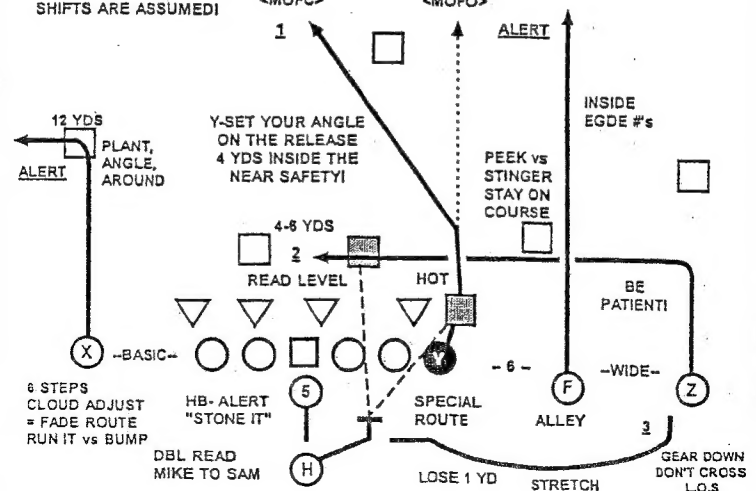 SHIFTS ARE ASSUMED!
<MOFC>
<MOFO>
1
ALERT
12 YDS
PLANT,
ANGLE,
AROUND
ALERT
Y-SET YOUR ANGLE
ON THE RELEASE
4 YDS INSIDE THE
NEAR SAFETY!
INSIDE
EGDE #'s
PEEK vs
STINGER
STAY ON
COURSE
4-6 YDS
2
READ LEVEL
HOT
BE
PATIENT!
X
--BASIC--
Y
- 6 -
F
--WIDE--
Z
6 STEPS
CLOUD ADJUST
= FADE ROUTE
RUN IT vs BUMP
HB- ALERT
"STONE IT"
5
SPECIAL
ROUTE
ALLEY
3
DBL READ
MIKE TO SAM
H
LOSE 1 YD
STRETCH
GEAR DOWN
DON'T CROSS
L.O.S